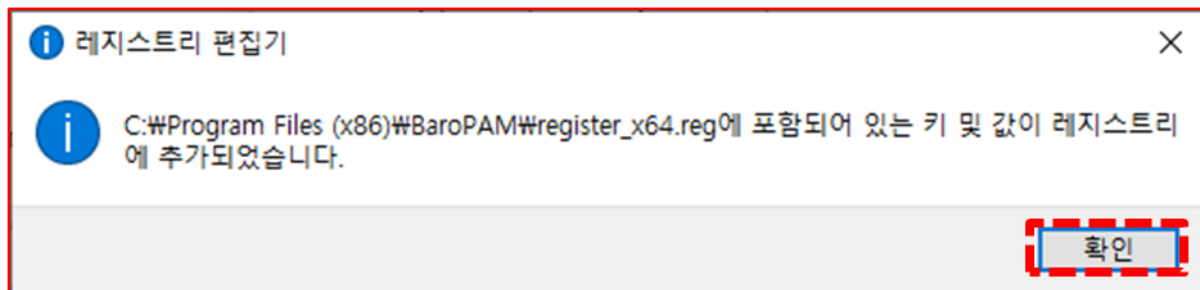 레지스트리 편집기
C:₩Program Files (x86)₩BaroPAM₩register_x64.reg에 포함되어 있는 키 및 값이 레지스트리
에 추가되었습니다.
확인